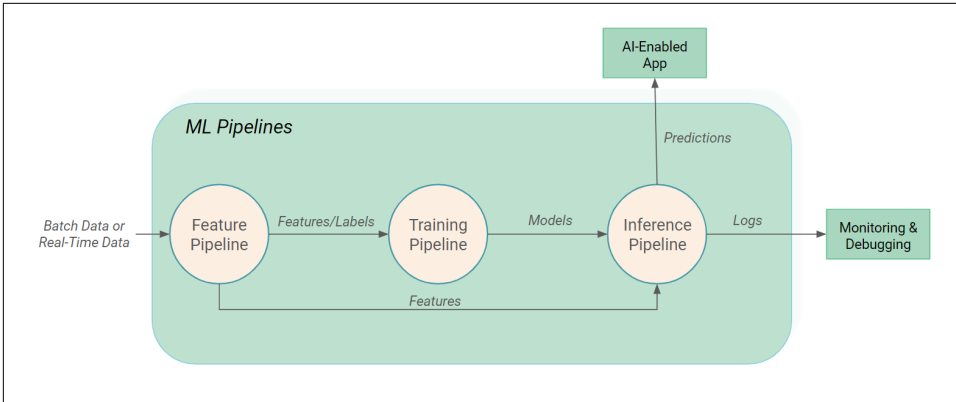 AI-Enabled
App
ML Pipelines
Predictions
Batch Data or
Real-Time Data
Feature
Pipeline
Features/Labels
Training
Pipeline
Models
Inference
Pipeline
Logs
Monitoring &
Debugging
Features